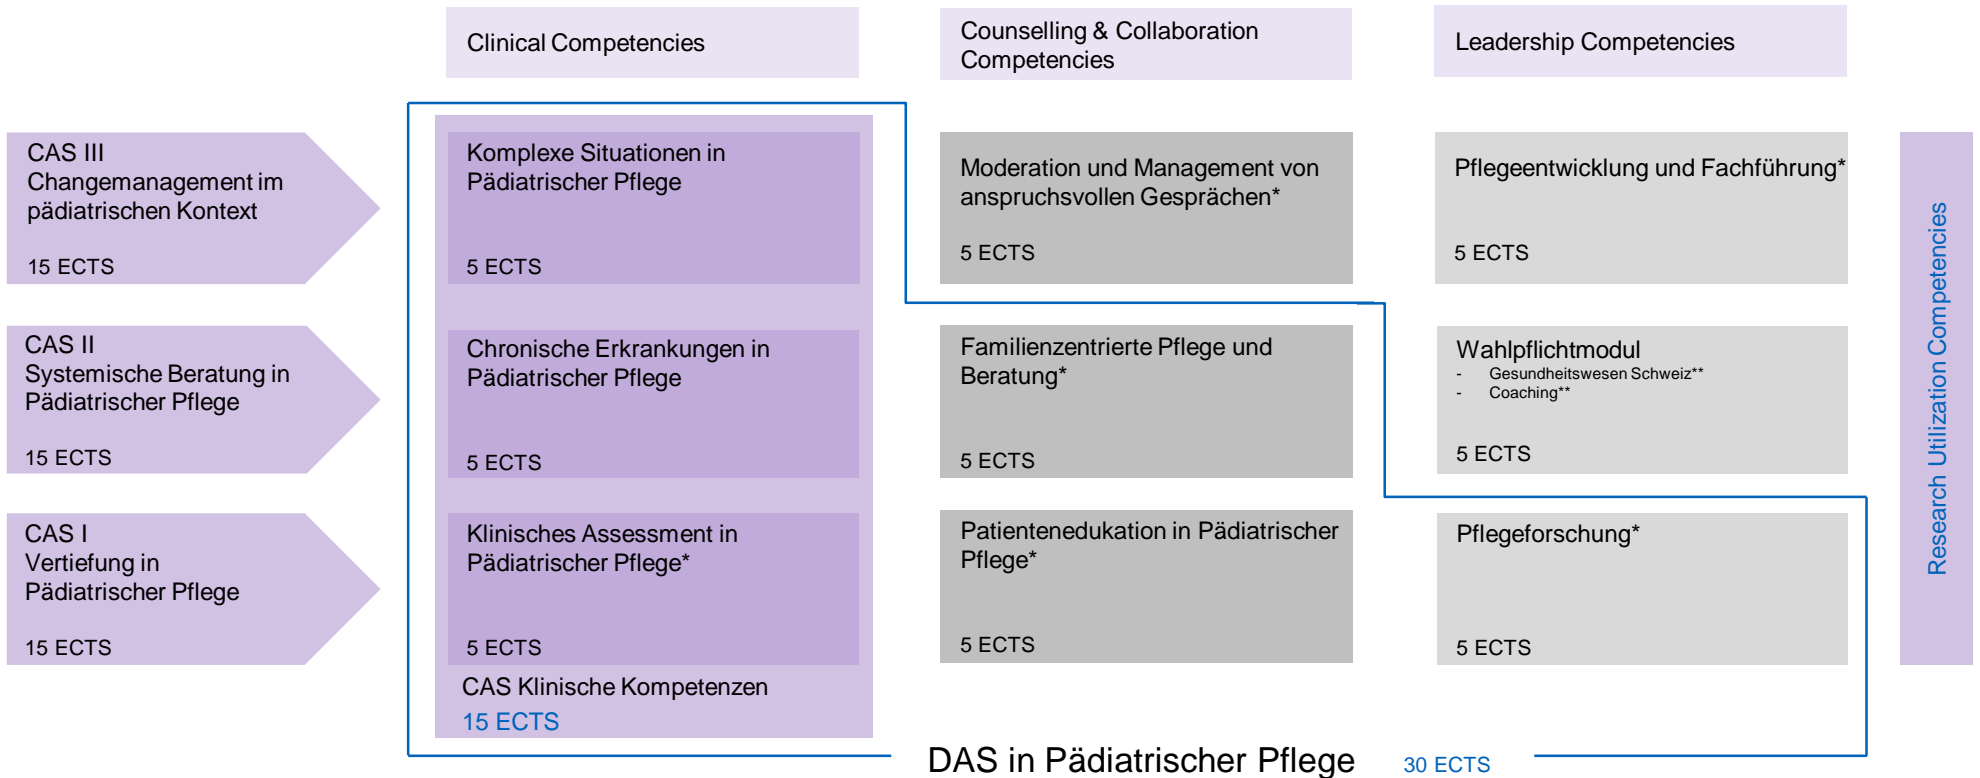 Clinical Competencies
Counselling & Collaboration
Competencies
Leadership Competencies
CAS III
Changemanagement im
pädiatrischen Kontext
15 ECTS
Komplexe Situationen in
Pädiatrischer Pflege
5 ECTS
Moderation und Management von
anspruchsvollen Gesprächen*
5 ECTS
Pflegeentwicklung und Fachführung*
5 ECTS
CAS II
Systemische Beratung in
Pädiatrischer Pflege
15 ECTS
Chronische Erkrankungen in
Pädiatrischer Pflege
5 ECTS
Familienzentrierte Pflege und
Beratung*
5 ECTS
Wahlpflichtmodul
- Gesundheitswesen Schweiz**
- Coaching**
5 ECTS
CAS I
Vertiefung in
Pädiatrischer Pflege
15 ECTS
Klinisches Assessment in
Pädiatrischer Pflege*
5 ECTS
Patientenedukation in Pädiatrischer
Pflege*
5 ECTS
Pflegeforschung*
5 ECTS
Research Utilization Competencies
CAS Klinische Kompetenzen
15 ECTS
DAS in Pädiatrischer Pflege 30 ECTS